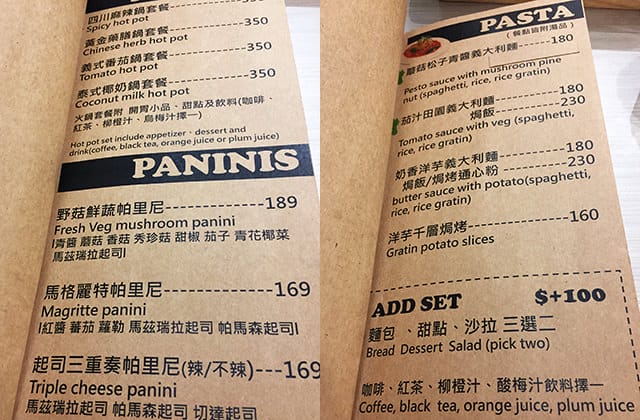 四川麻辣鍋套餐-----------350
Spicy hot pot
黃金藥膳鍋套餐-----------350
Chinese herb hot pot
義式番茄鍋套餐-----------350
Tomato hot pot
泰式椰奶鍋套餐-----------350
Coconut milk hot pot
火鍋套餐附 開胃小品、甜點及飲料(咖啡、
紅茶、柳橙汁、烏梅汁擇一)
Hot pot set include appetizer、dessert and
drink(coffee, black tea, orange juice or plum juice)
PANINIS
野菇鮮蔬帕里尼--------------189
Fresh Veg mushroom panini
|青醬 蘑菇 香菇 秀珍菇 甜椒 茄子 青花椰菜
馬茲瑞拉起司|
馬格麗特帕里尼--------------169
Magritte panini
|紅醬 蕃茄 蘿勒 馬茲瑞拉起司 帕馬森起司|
起司三重奏帕里尼(辣/不辣)---169
Triple cheese panini
馬茲瑞拉起司 帕馬森起司 切達起司
PASTA
( 餐點皆附湯品 )
蘑菇松子青醬義大利麵------180
Pesto sauce with mushroom pine
nut (spaghetti, rice, rice gratin)
茄汁田園義大利麵-----------180
焗飯-----------230
Tomato sauce with veg (spaghetti,
rice, rice gratin)
奶香洋芋義大利麵-----------180
焗飯/焗烤通心粉 ----------230
butter sauce with potato(spaghetti,
rice, rice gratin)
洋芋千層焗烤-----------160
Gratin potato slices
ADD SET $+100
麵包 、甜點、沙拉 三選二
Bread Dessert Salad (pick two)
咖啡、紅茶、柳橙汁、酸梅汁飲料擇一
Coffee, black tea, orange juice, plum juice